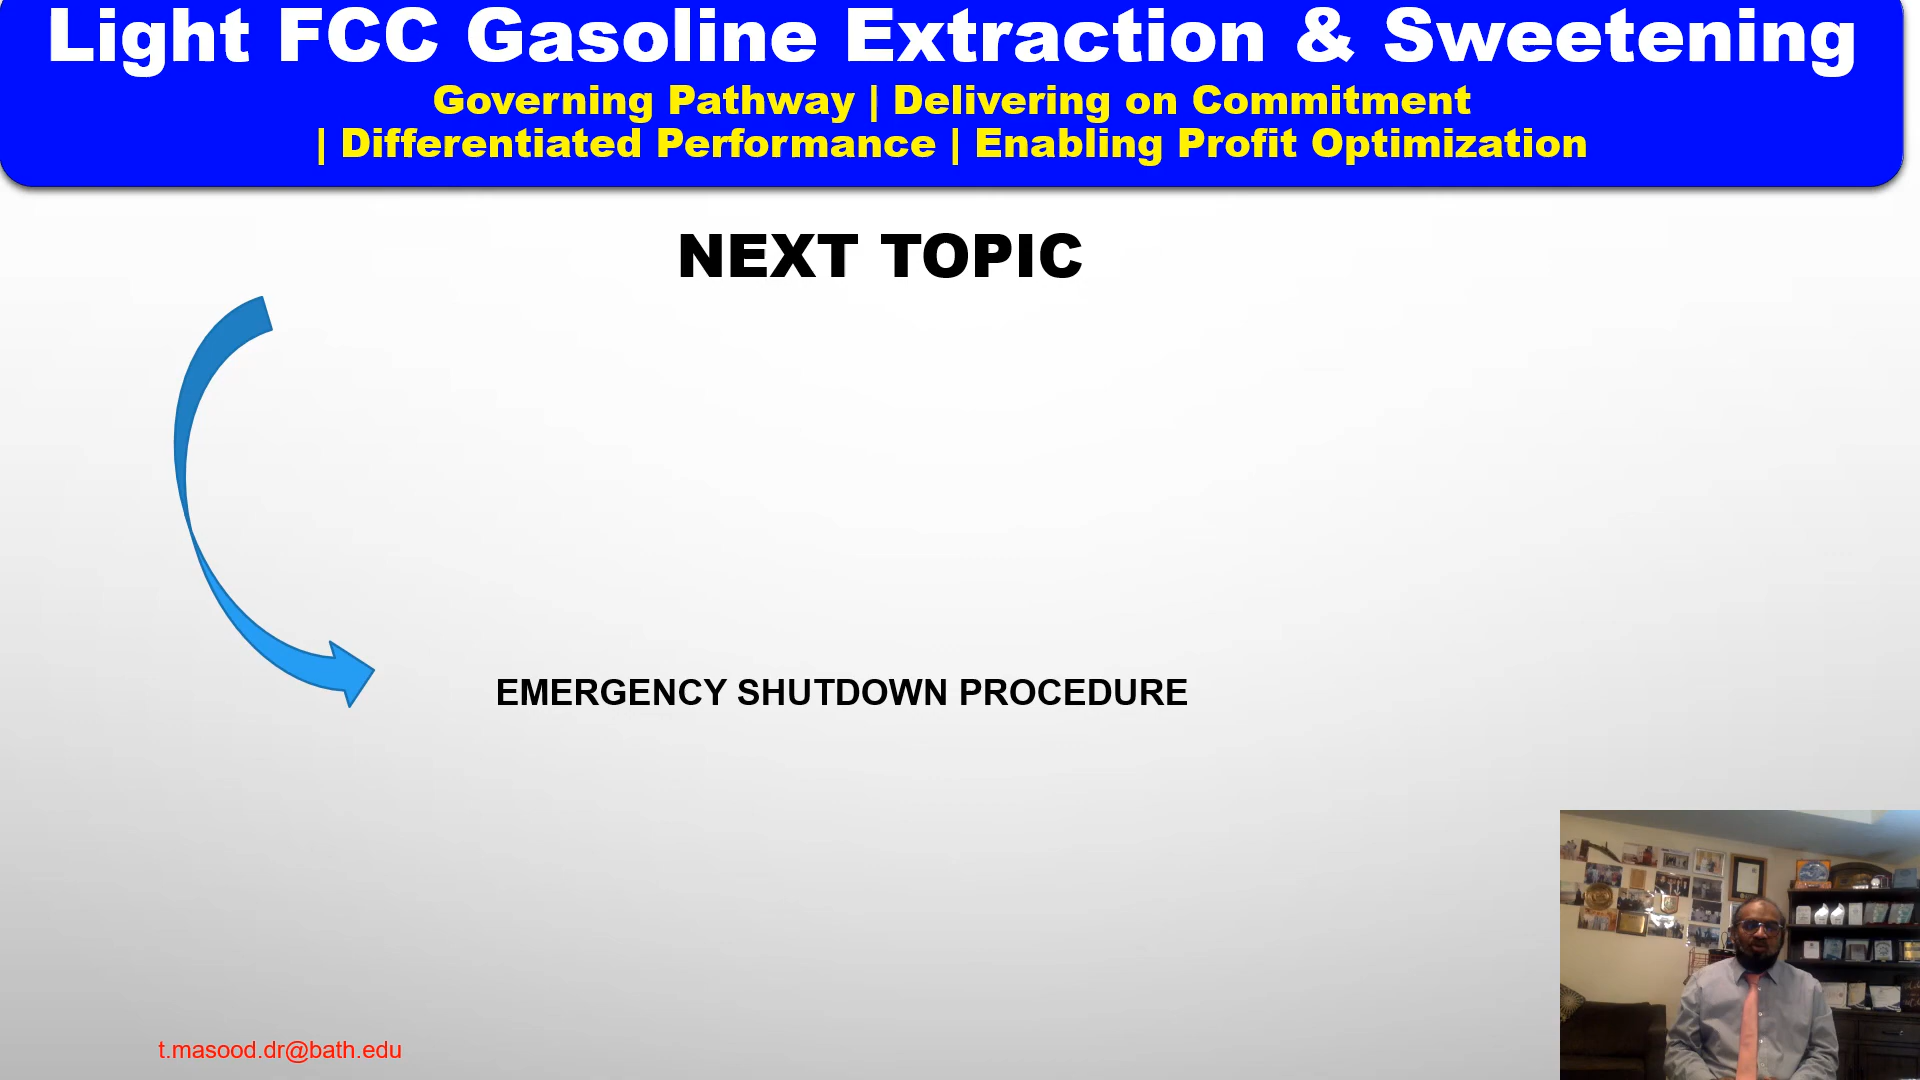 Light FCC Gasoline Extraction & Sweetening
Governing Pathway | Delivering on Commitment
| Differentiated Performance | Enabling Profit Optimization
NEXT TOPIC
EMERGENCY SHUTDOWN PROCEDURE
t.masood.dr@bath.edu